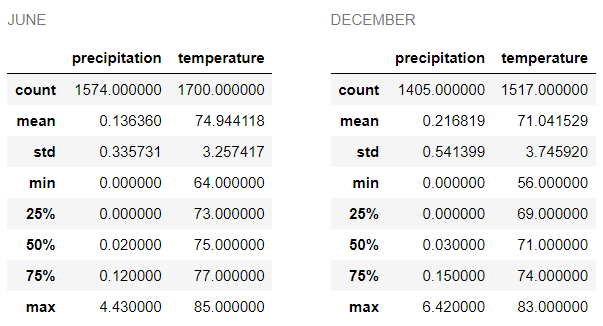 JUNE
precipitation temperature
count 1574.000000 1700.000000
mean 0.136360 74.944118
std 0.335731 3.257417
min 0.000000 64.000000
25% 0.000000 73.000000
50% 0.020000 75.000000
75% 0.120000 77.000000
max 4.430000 85.000000
DECEMBER
precipitation temperature
count 1405.000000 1517.000000
mean 0.216819 71.041529
std 0.541399 3.745920
min 0.000000 56.000000
25% 0.000000 69.000000
50% 0.030000 71.000000
75% 0.150000 74.000000
max 6.420000 83.000000